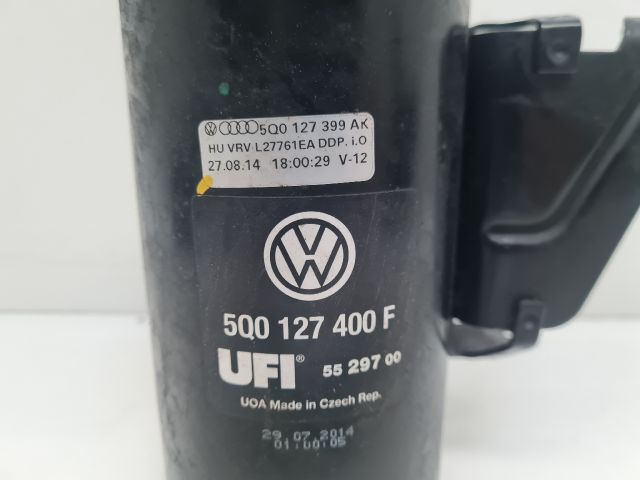 5Q0 127 399 AK
HU VRV L27761EA DDP. i.O
27.08.14 18:00:29 V-12
5Q0 127 400 F
UFI® 55 297 00
UOA Made in Czech Rep.
29.07.2014
01:00:05